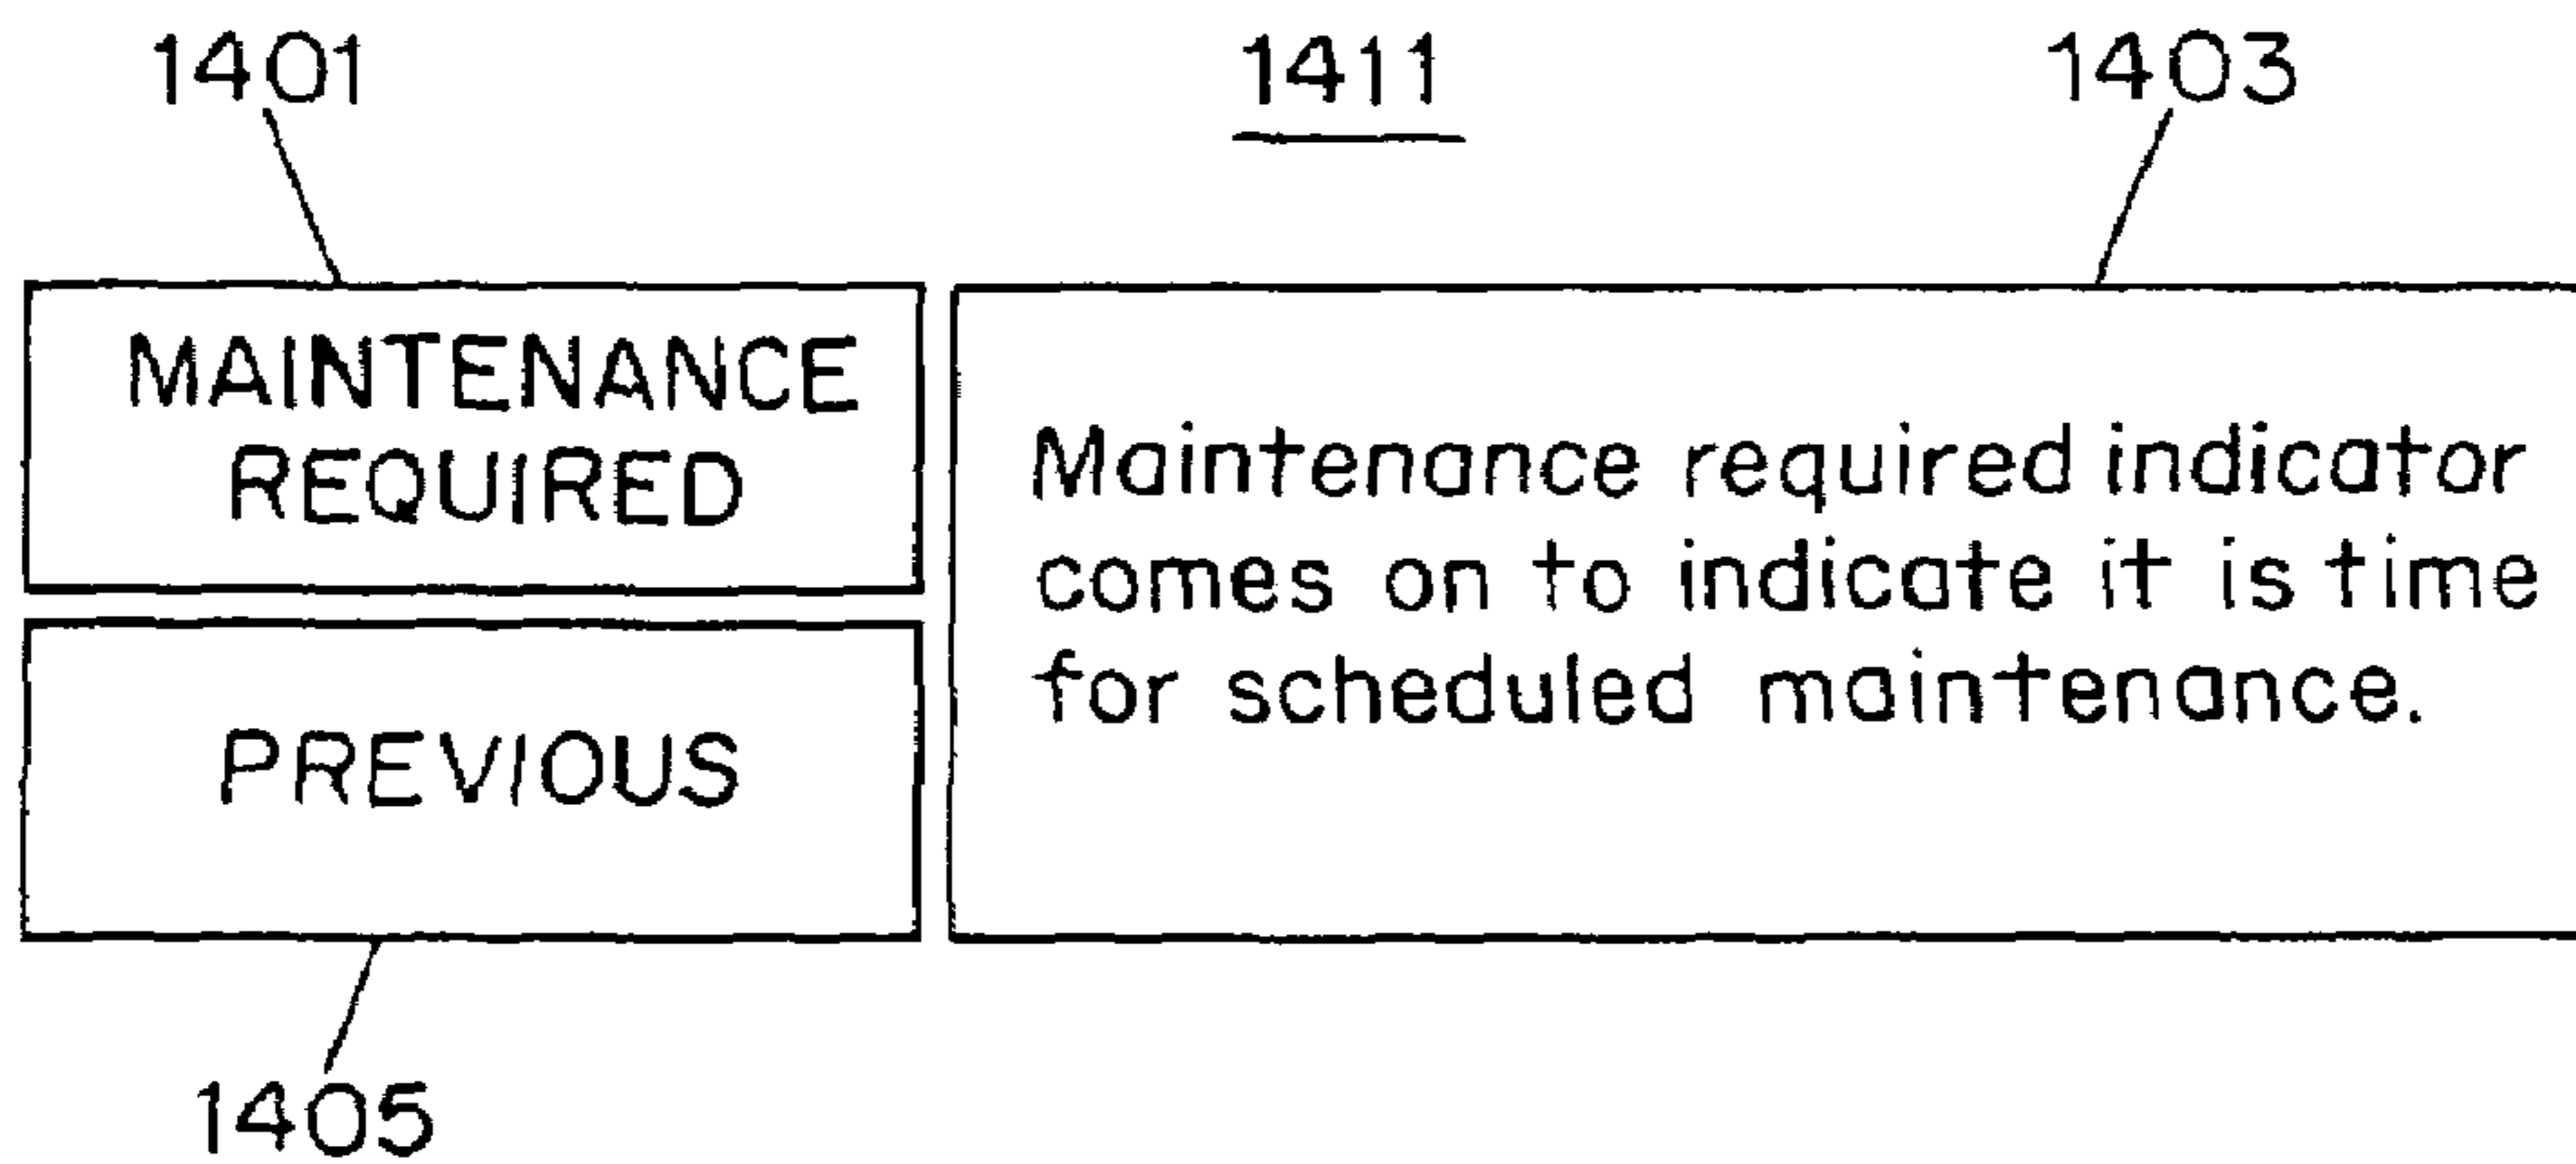 1401
1411
1403
MAINTENANCE
REQUIRED
Maintenance required indicator
comes on to indicate it is time
for scheduled maintenance.
PREVIOUS
1405